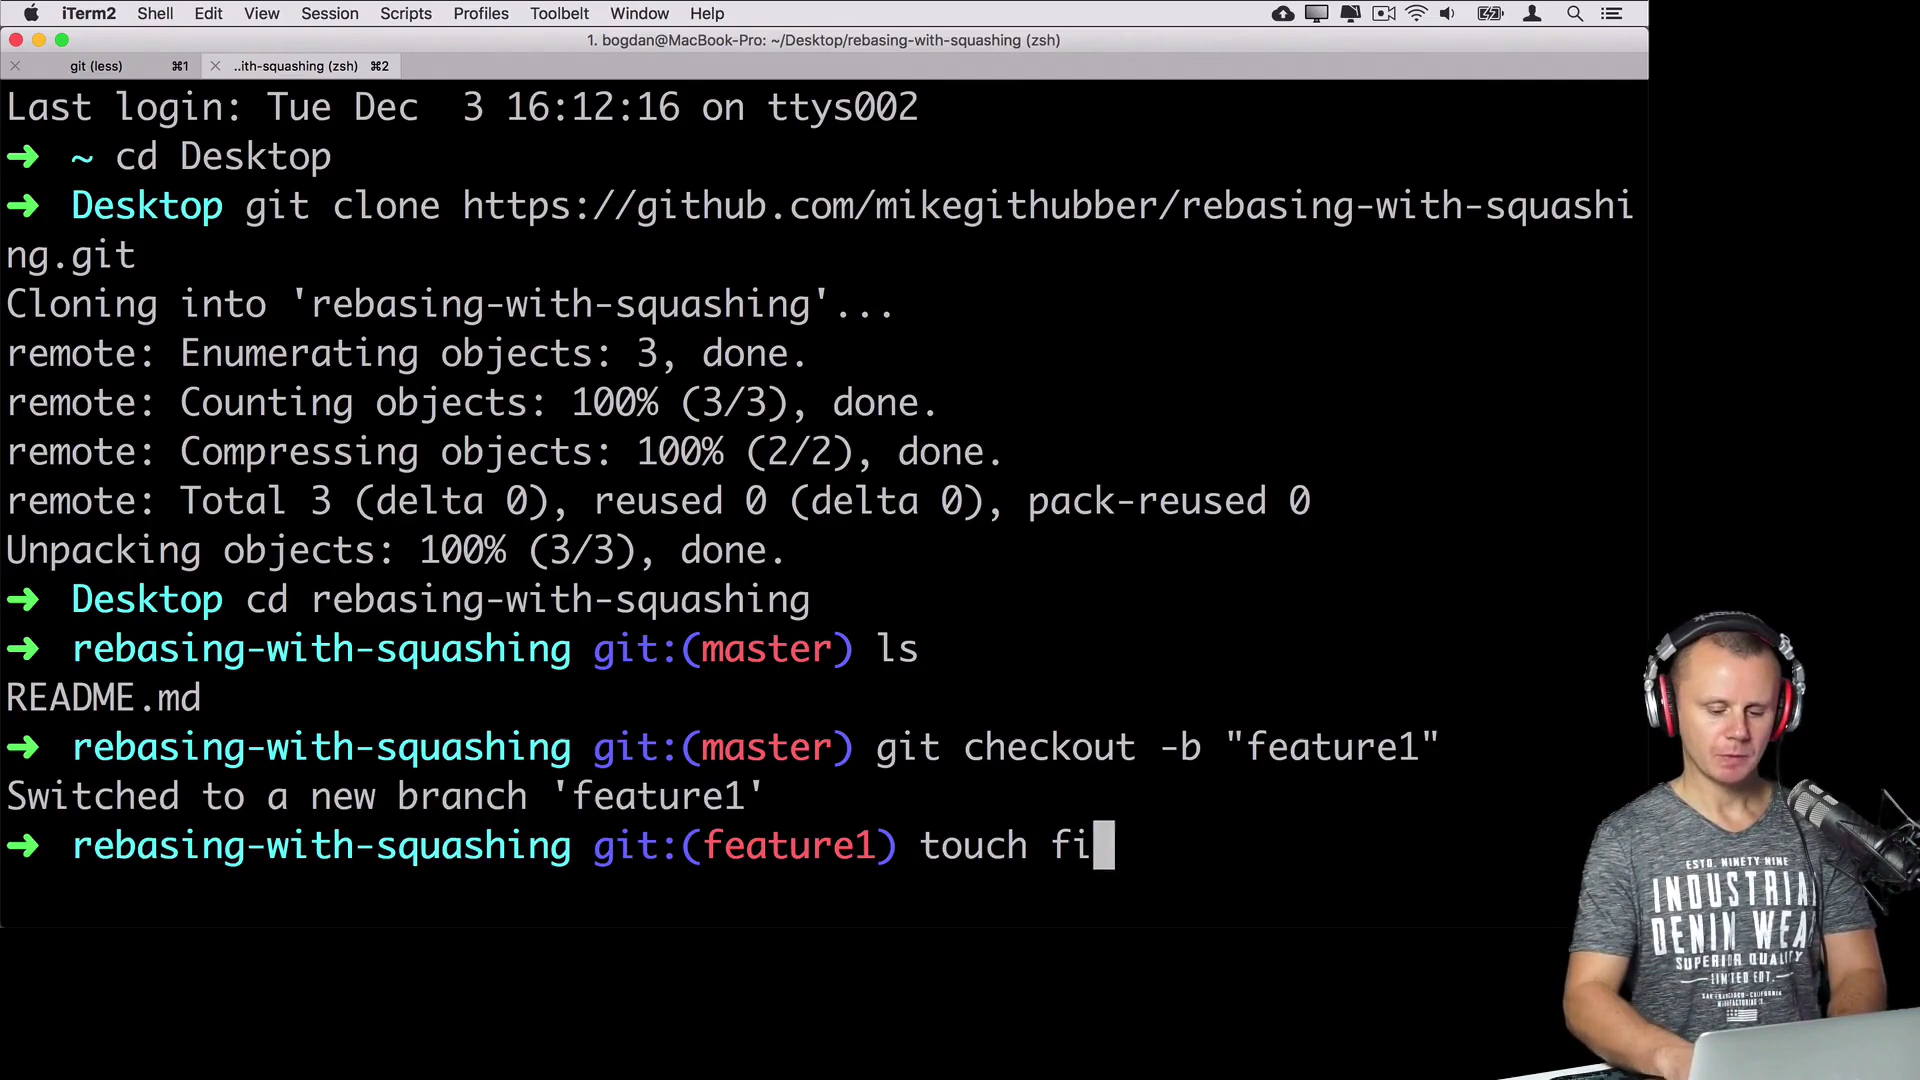 iTerm2 Shell Edit View Session Scripts Profiles Toolbelt Window Help
1. bogdan@MacBook-Pro: ~/Desktop/rebasing-with-squashing (zsh)
git (less) ⌘1 ..ith-squashing (zsh) ⌘2
Last login: Tue Dec  3 16:12:16 on ttys002
➜ ~ cd Desktop
➜ Desktop git clone https://github.com/mikegithubber/rebasing-with-squashi
ng.git
Cloning into 'rebasing-with-squashing'...
remote: Enumerating objects: 3, done.
remote: Counting objects: 100% (3/3), done.
remote: Compressing objects: 100% (2/2), done.
remote: Total 3 (delta 0), reused 0 (delta 0), pack-reused 0
Unpacking objects: 100% (3/3), done.
➜ Desktop cd rebasing-with-squashing
➜ rebasing-with-squashing git:(master) ls
README.md
➜ rebasing-with-squashing git:(master) git checkout -b "feature1"
Switched to a new branch 'feature1'
➜ rebasing-with-squashing git:(feature1) touch fi
ESTD. NINETY NINE
INDUSTRIAL
DENIM WEA
SUPERIOR QUALITY
LIMITED EDT.